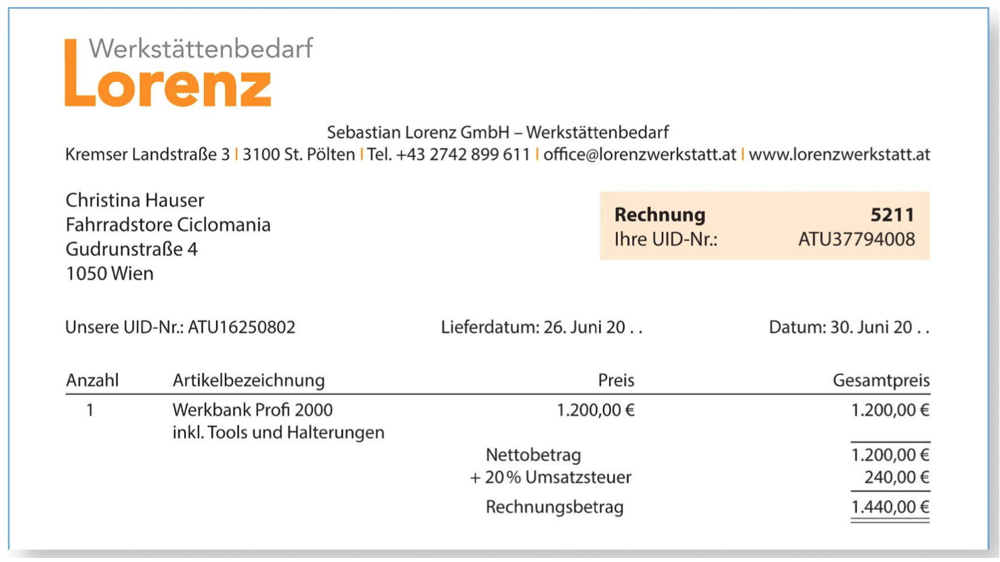 Werkstättenbedarf
Lorenz
Sebastian Lorenz GmbH – Werkstättenbedarf
Kremser Landstraße 3 | 3100 St. Pölten | Tel. +43 2742 899 611 | office@lorenzwerkstatt.at | www.lorenzwerkstatt.at
Christina Hauser
Fahrradstore Ciclomania
Gudrunstraße 4
1050 Wien
Rechnung 5211
Ihre UID-Nr.: ATU37794008
Unsere UID-Nr.: ATU16250802 Lieferdatum: 26. Juni 20 . . Datum: 30. Juni 20 . .
Anzahl Artikelbezeichnung Preis Gesamtpreis
1 Werkbank Profi 2000 1.200,00 € 1.200,00 €
inkl. Tools und Halterungen
Nettobetrag 1.200,00 €
+ 20 % Umsatzsteuer 240,00 €
Rechnungsbetrag 1.440,00 €